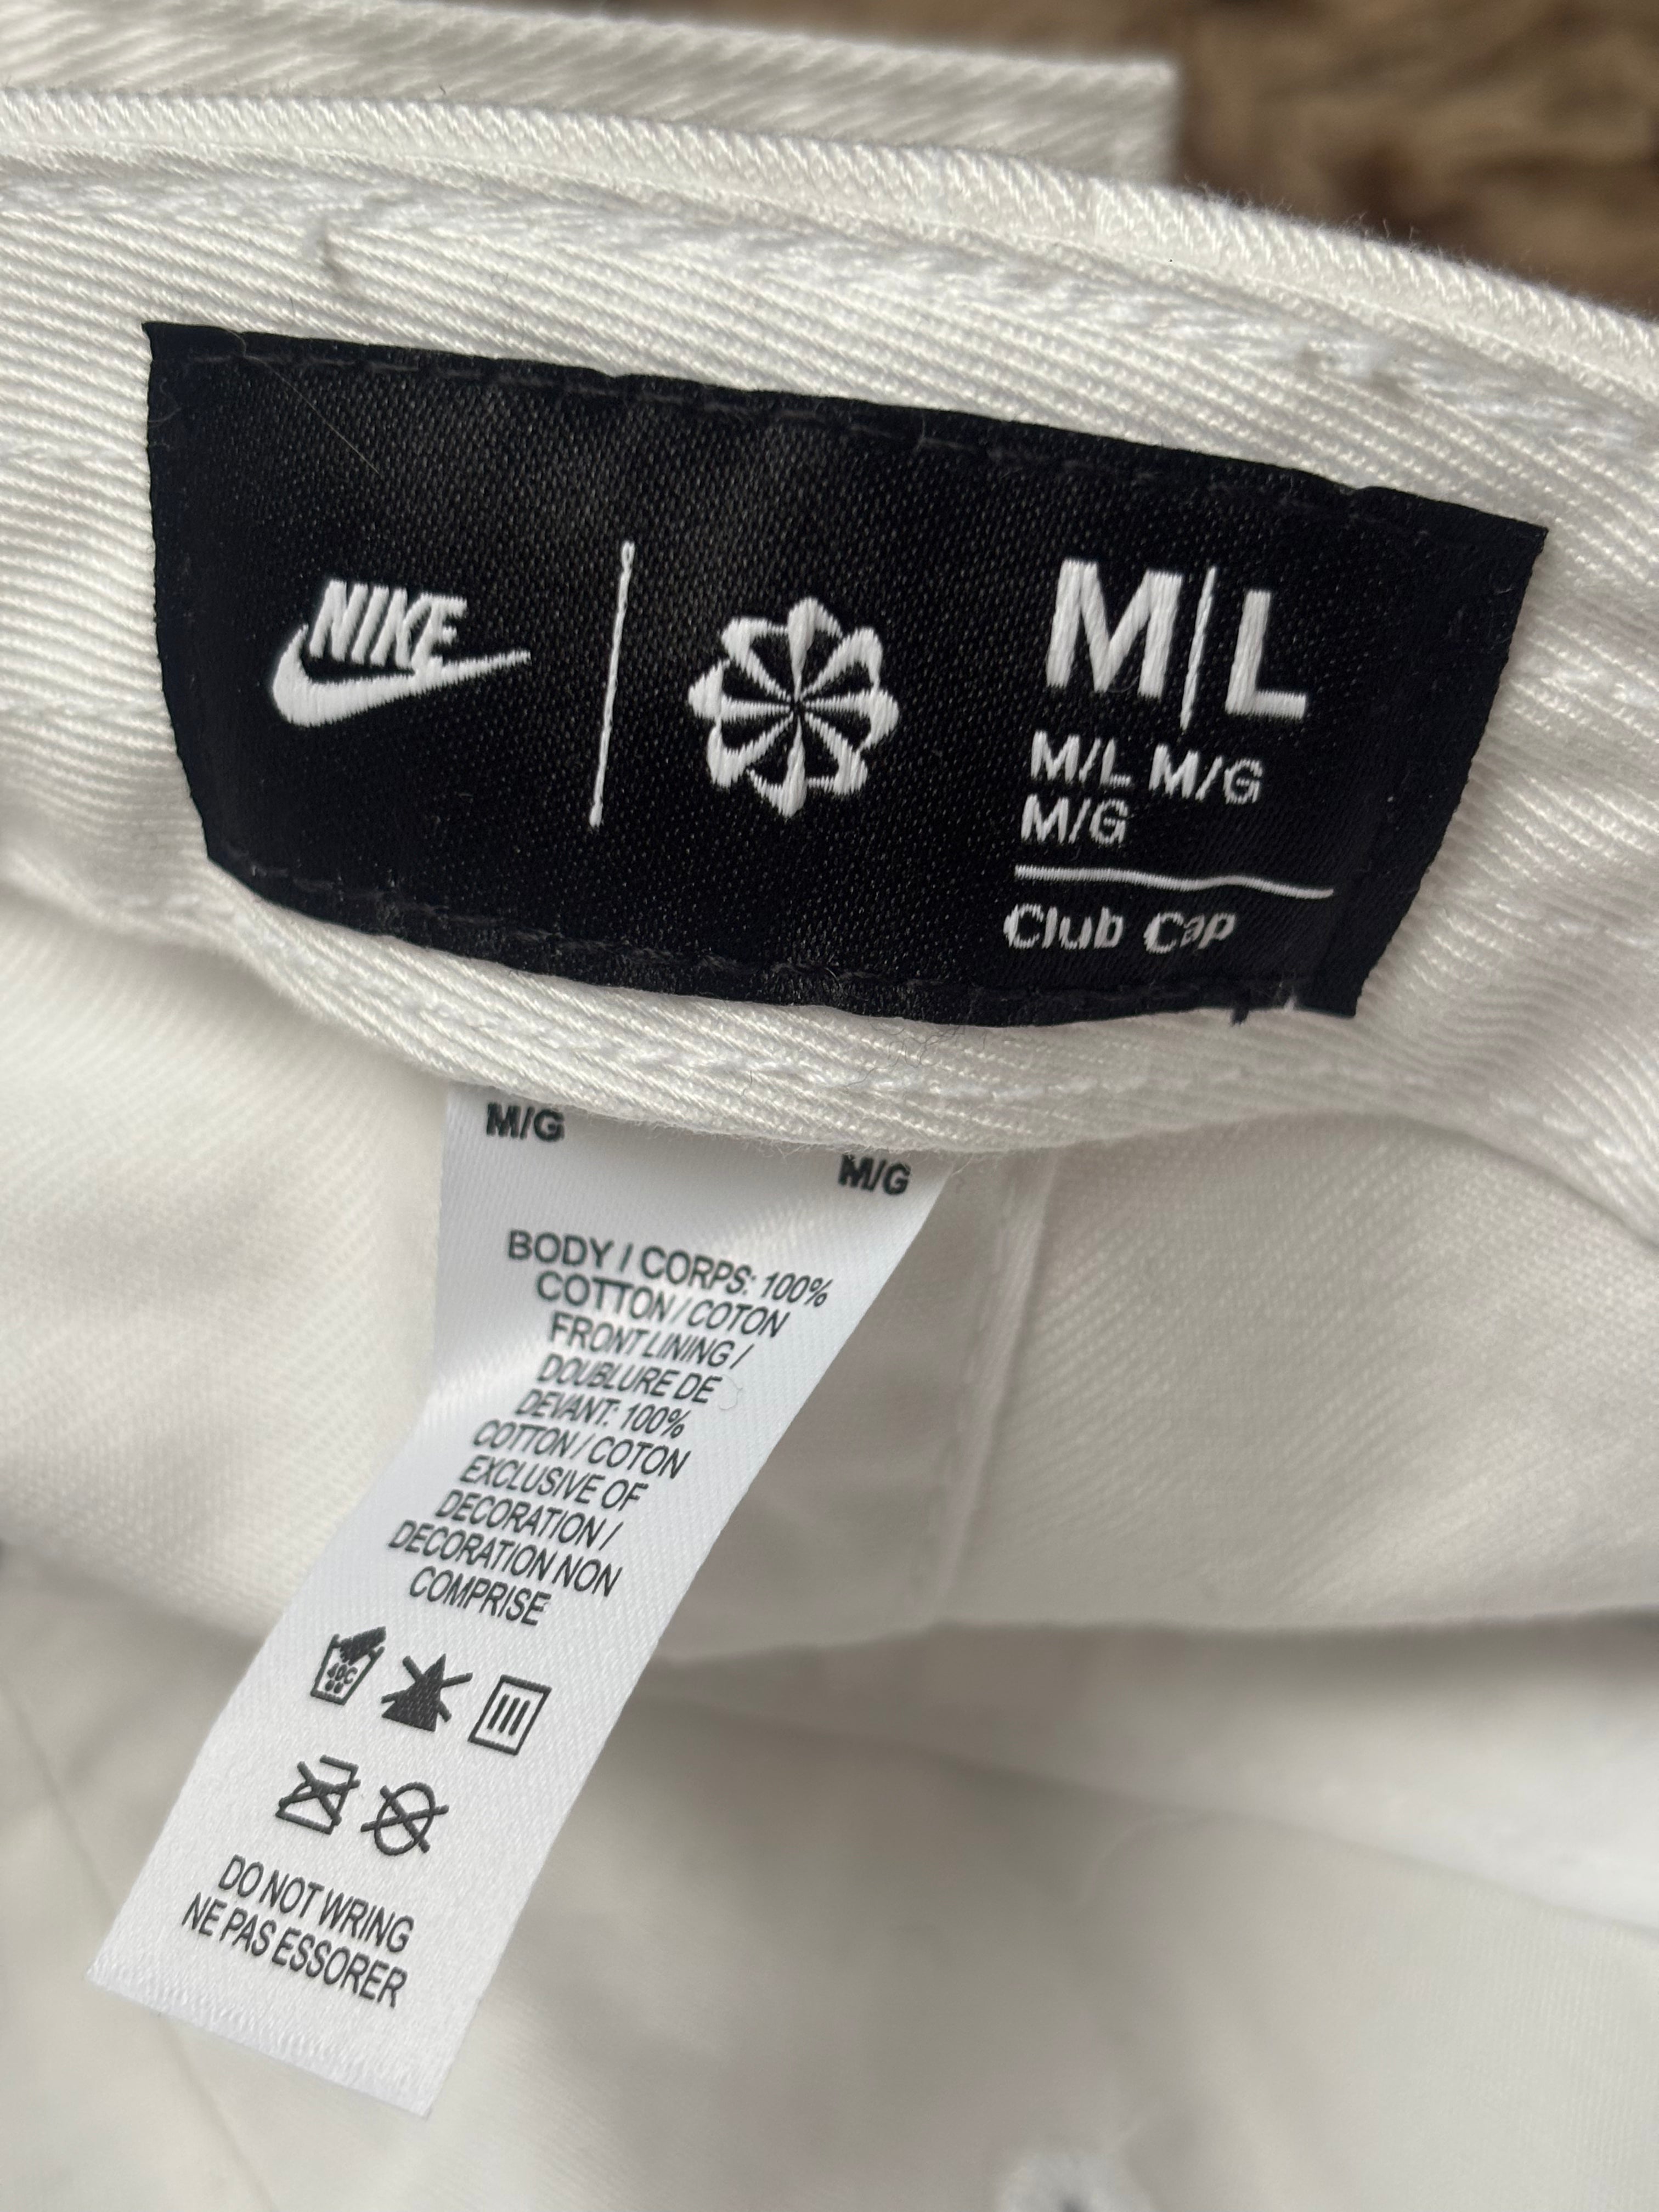 NIKE
M|L
M/L M/G
M/G
Club Cap
M/G
M/G
BODY / CORPS: 100%
COTTON / COTON
FRONT LINING /
DOUBLURE DE
DEVANT: 100%
COTTON / COTON
EXCLUSIVE OF
DECORATION /
DECORATION NON
COMPRISE
40C
DO NOT WRING
NE PAS ESSORER